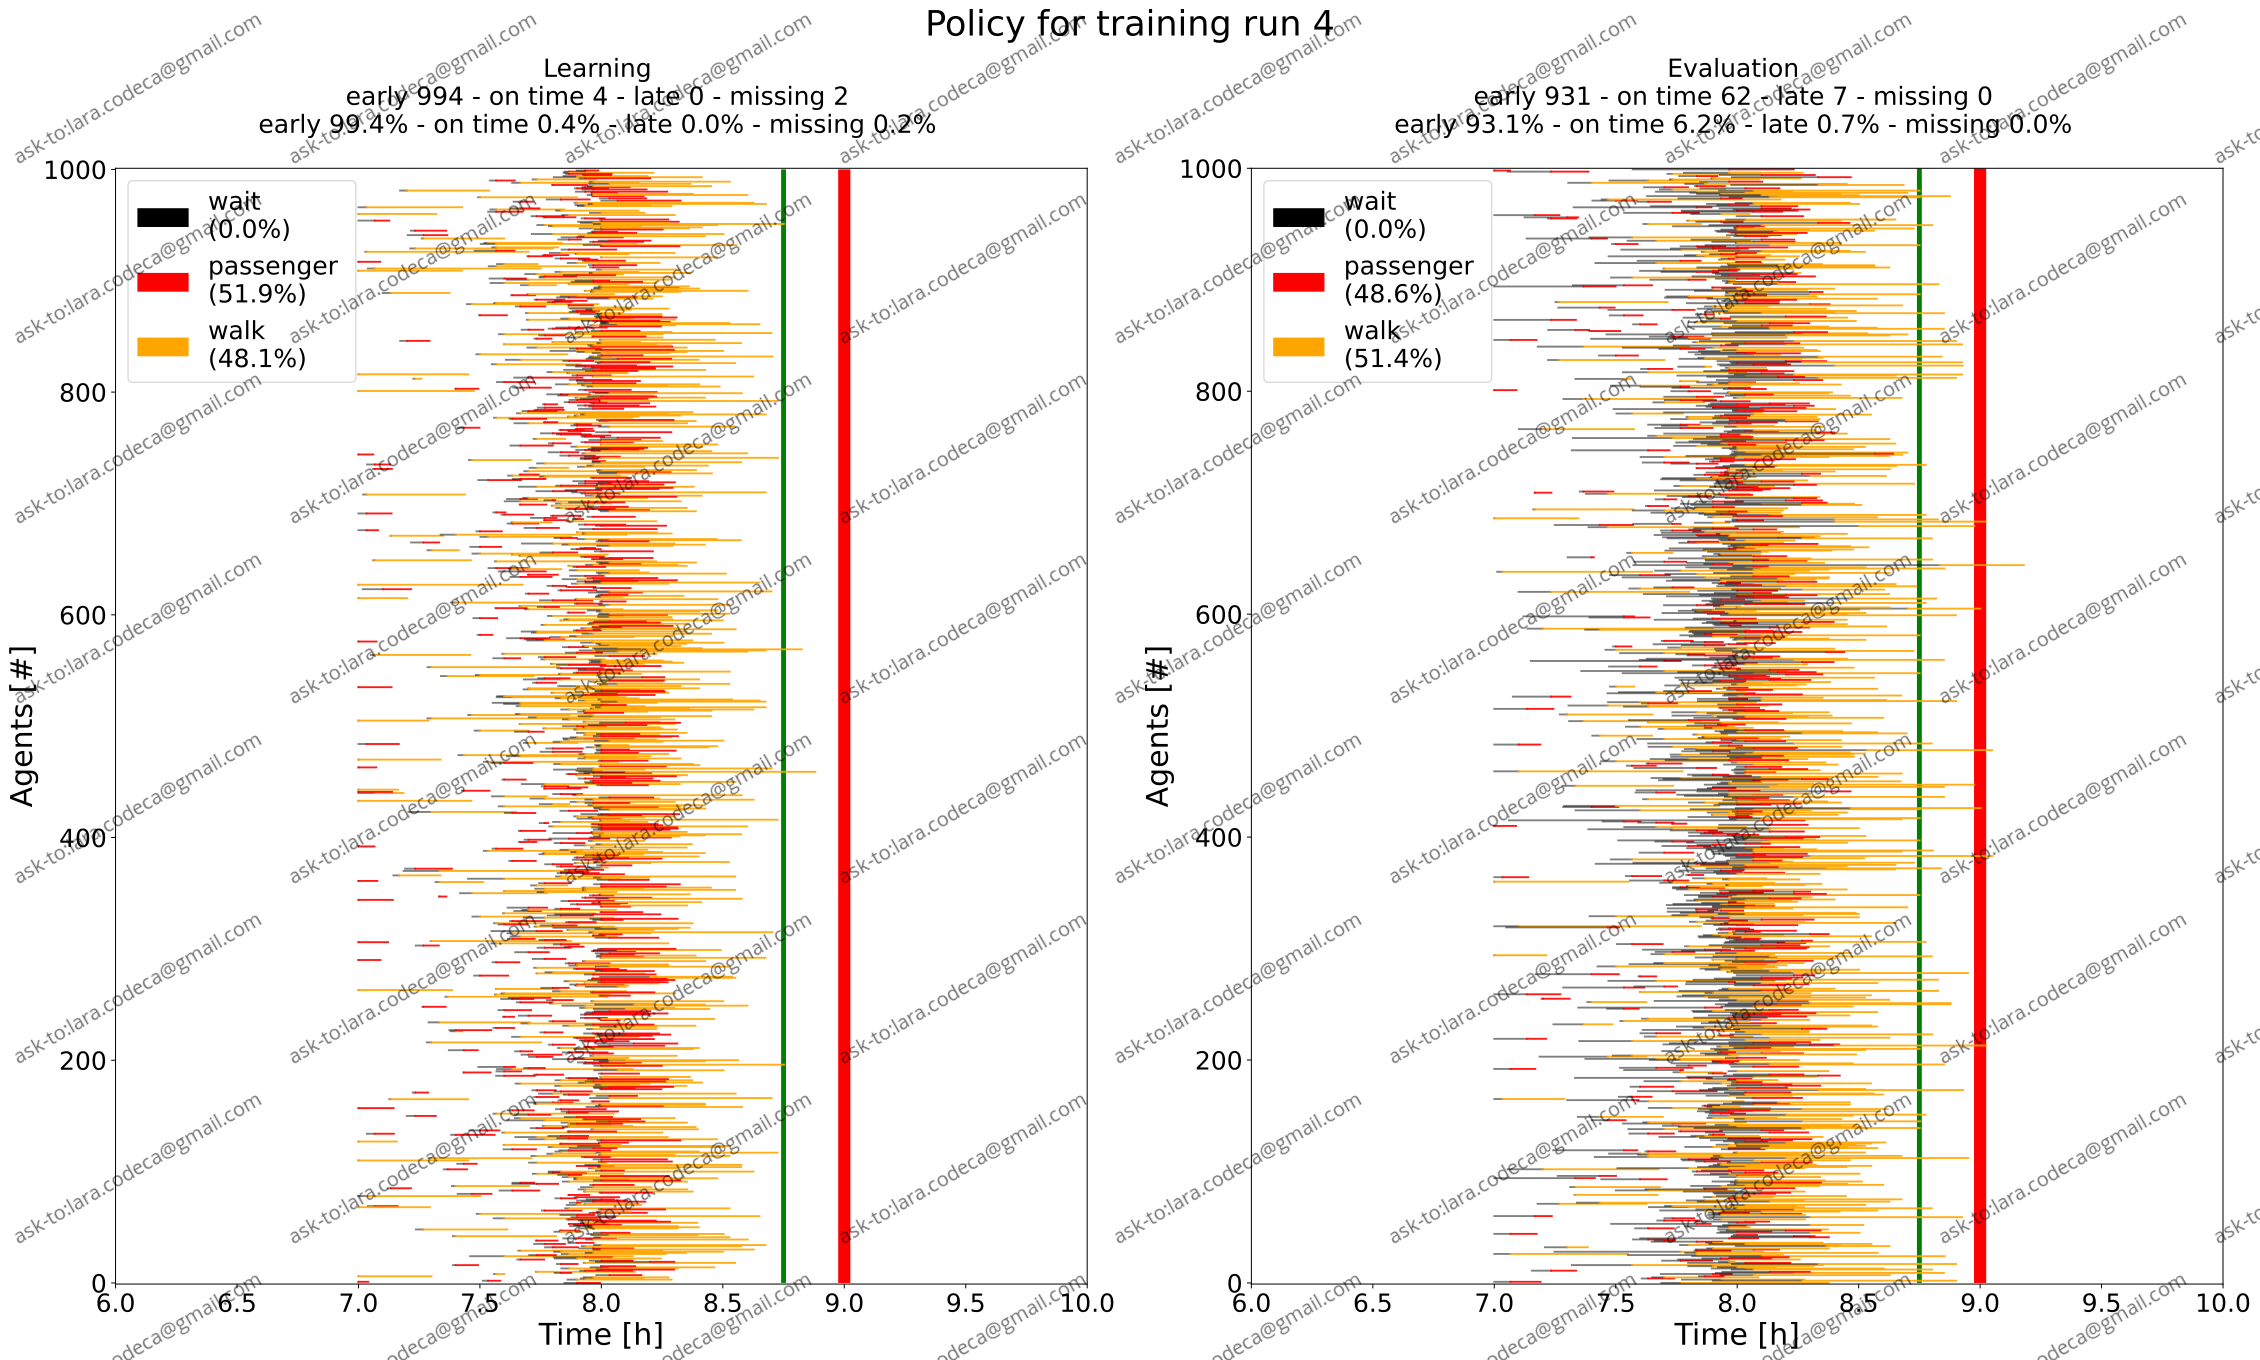 Policy for training run 4
Learning
early 994 - on time 4 - late 0 - missing 2
early 99.4% - on time 0.4% - late 0.0% - missing 0.2%
wait
(0.0%)
passenger
(51.9%)
walk
(48.1%)
1000
800
600
400
200
0
Agents [#]
6.0 6.5 7.0 7.5 8.0 8.5 9.0 9.5 10.0
Time [h]
Evaluation
early 931 - on time 62 - late 7 - missing 0
early 93.1% - on time 6.2% - late 0.7% - missing 0.0%
wait
(0.0%)
passenger
(48.6%)
walk
(51.4%)
1000
800
600
400
200
0
Agents [#]
6.0 6.5 7.0 7.5 8.0 8.5 9.0 9.5 10.0
Time [h]
ask-to:lara.codeca@gmail.com